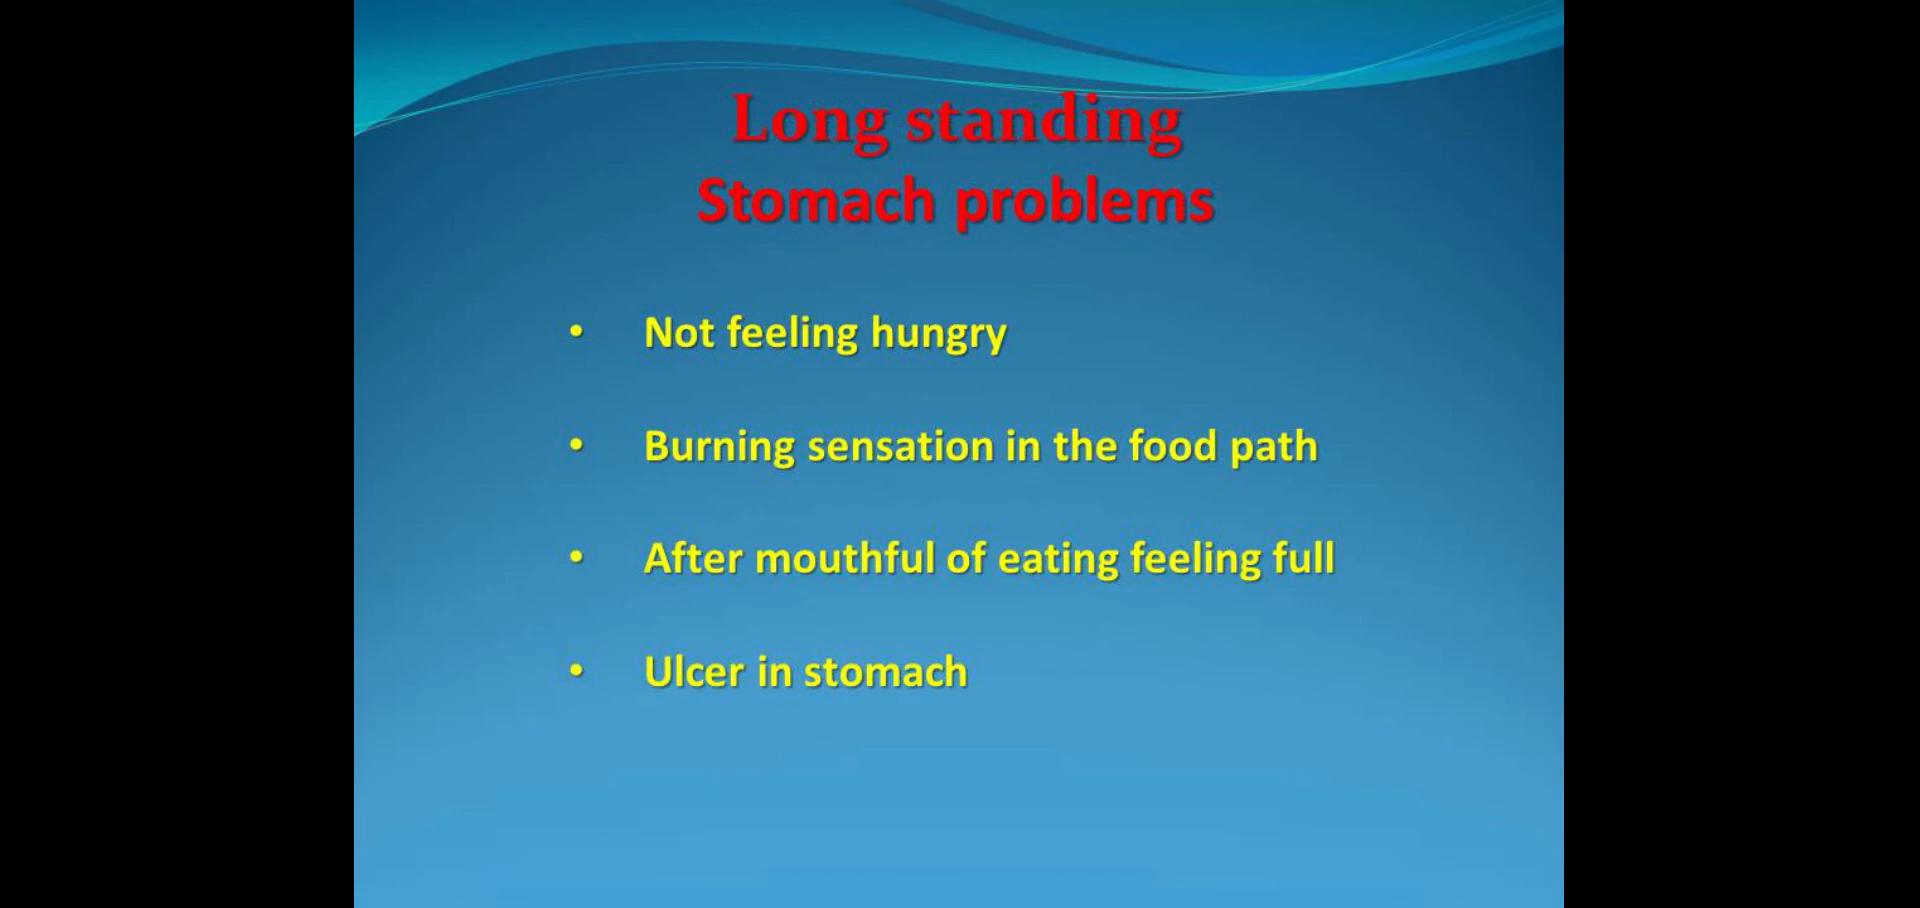 Long standing
Stomach problems
• Not feeling hungry
• Burning sensation in the food path
• After mouthful of eating feeling full
• Ulcer in stomach